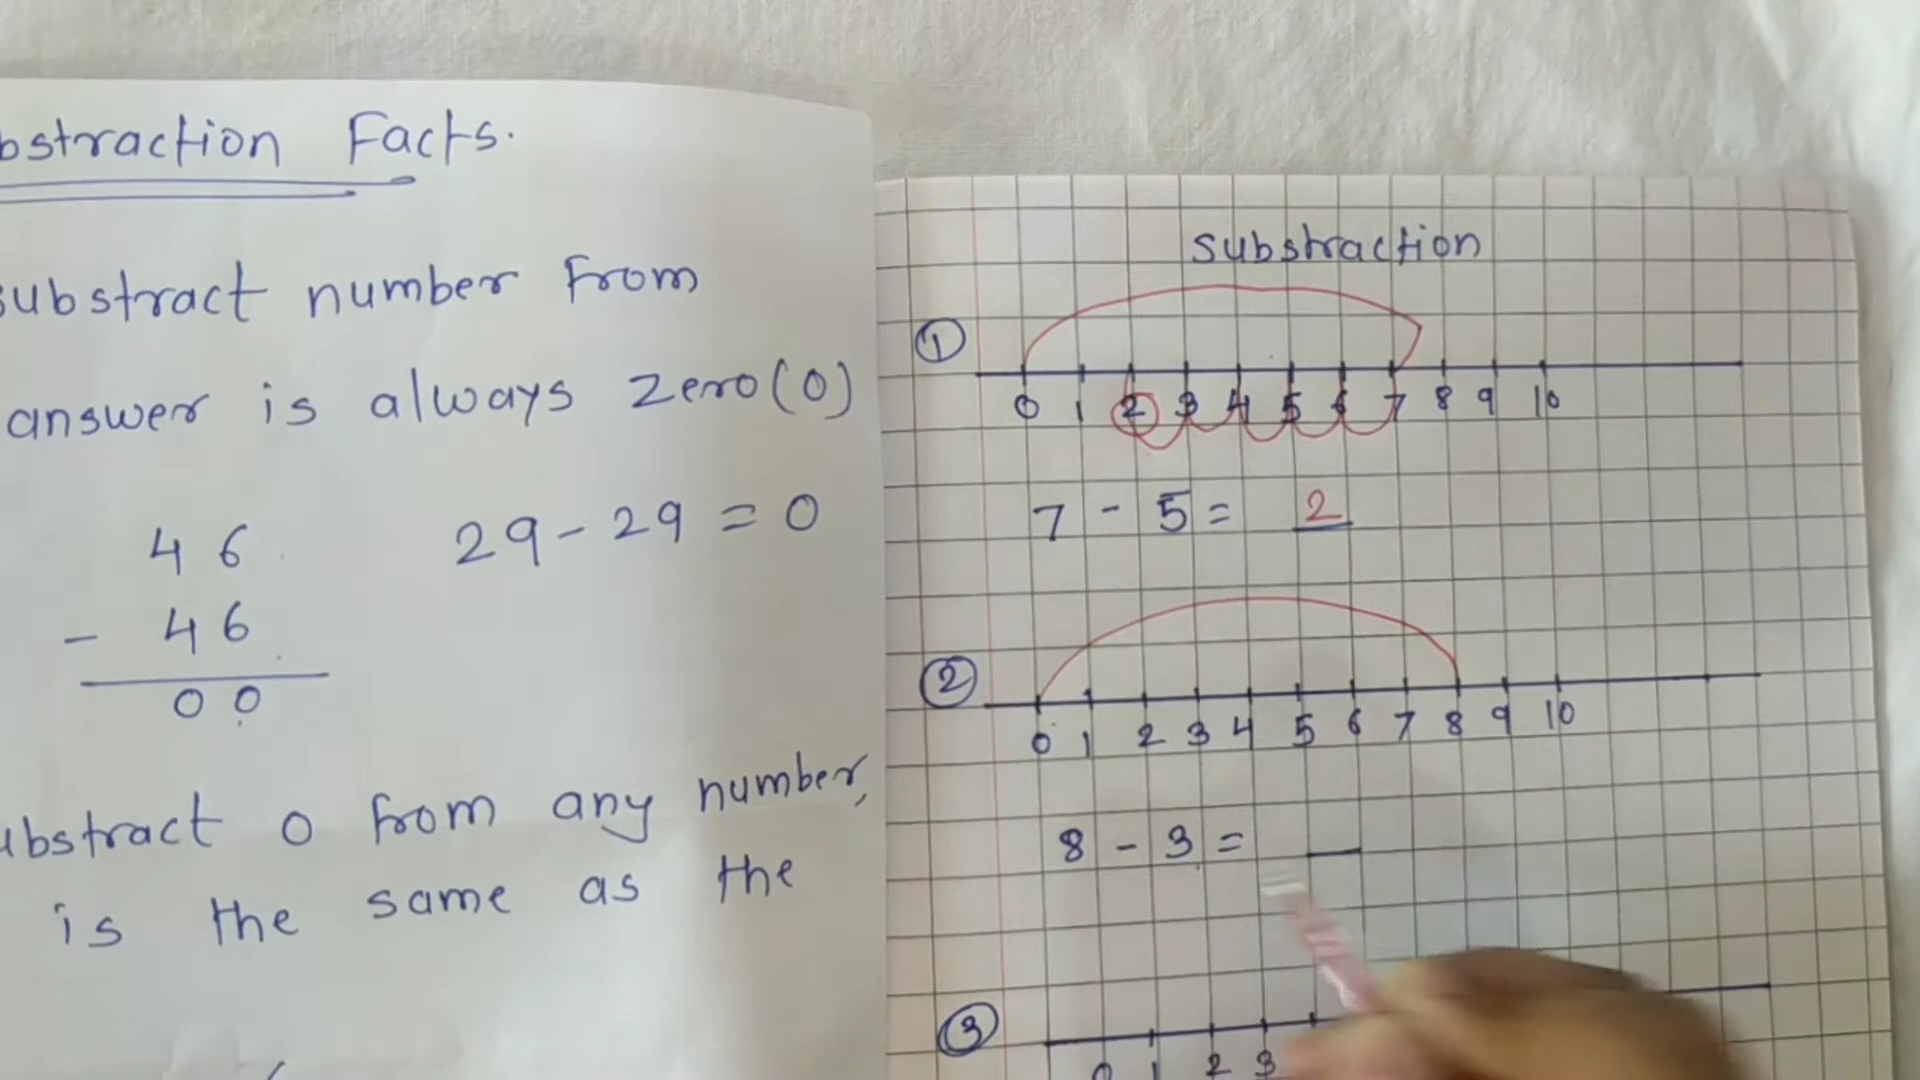 bstraction Facts.
substract number from
answer is always zero(0)
46 29-29=0
- 46
00
ubstract 0 from any number,
is the same as the
Substraction
1
0 1 2 3 4 5 6 7 8 9 10
7 - 5 = 2
2
0 1 2 3 4 5 6 7 8 9 10
8 - 3 =
3
0 1 2 3